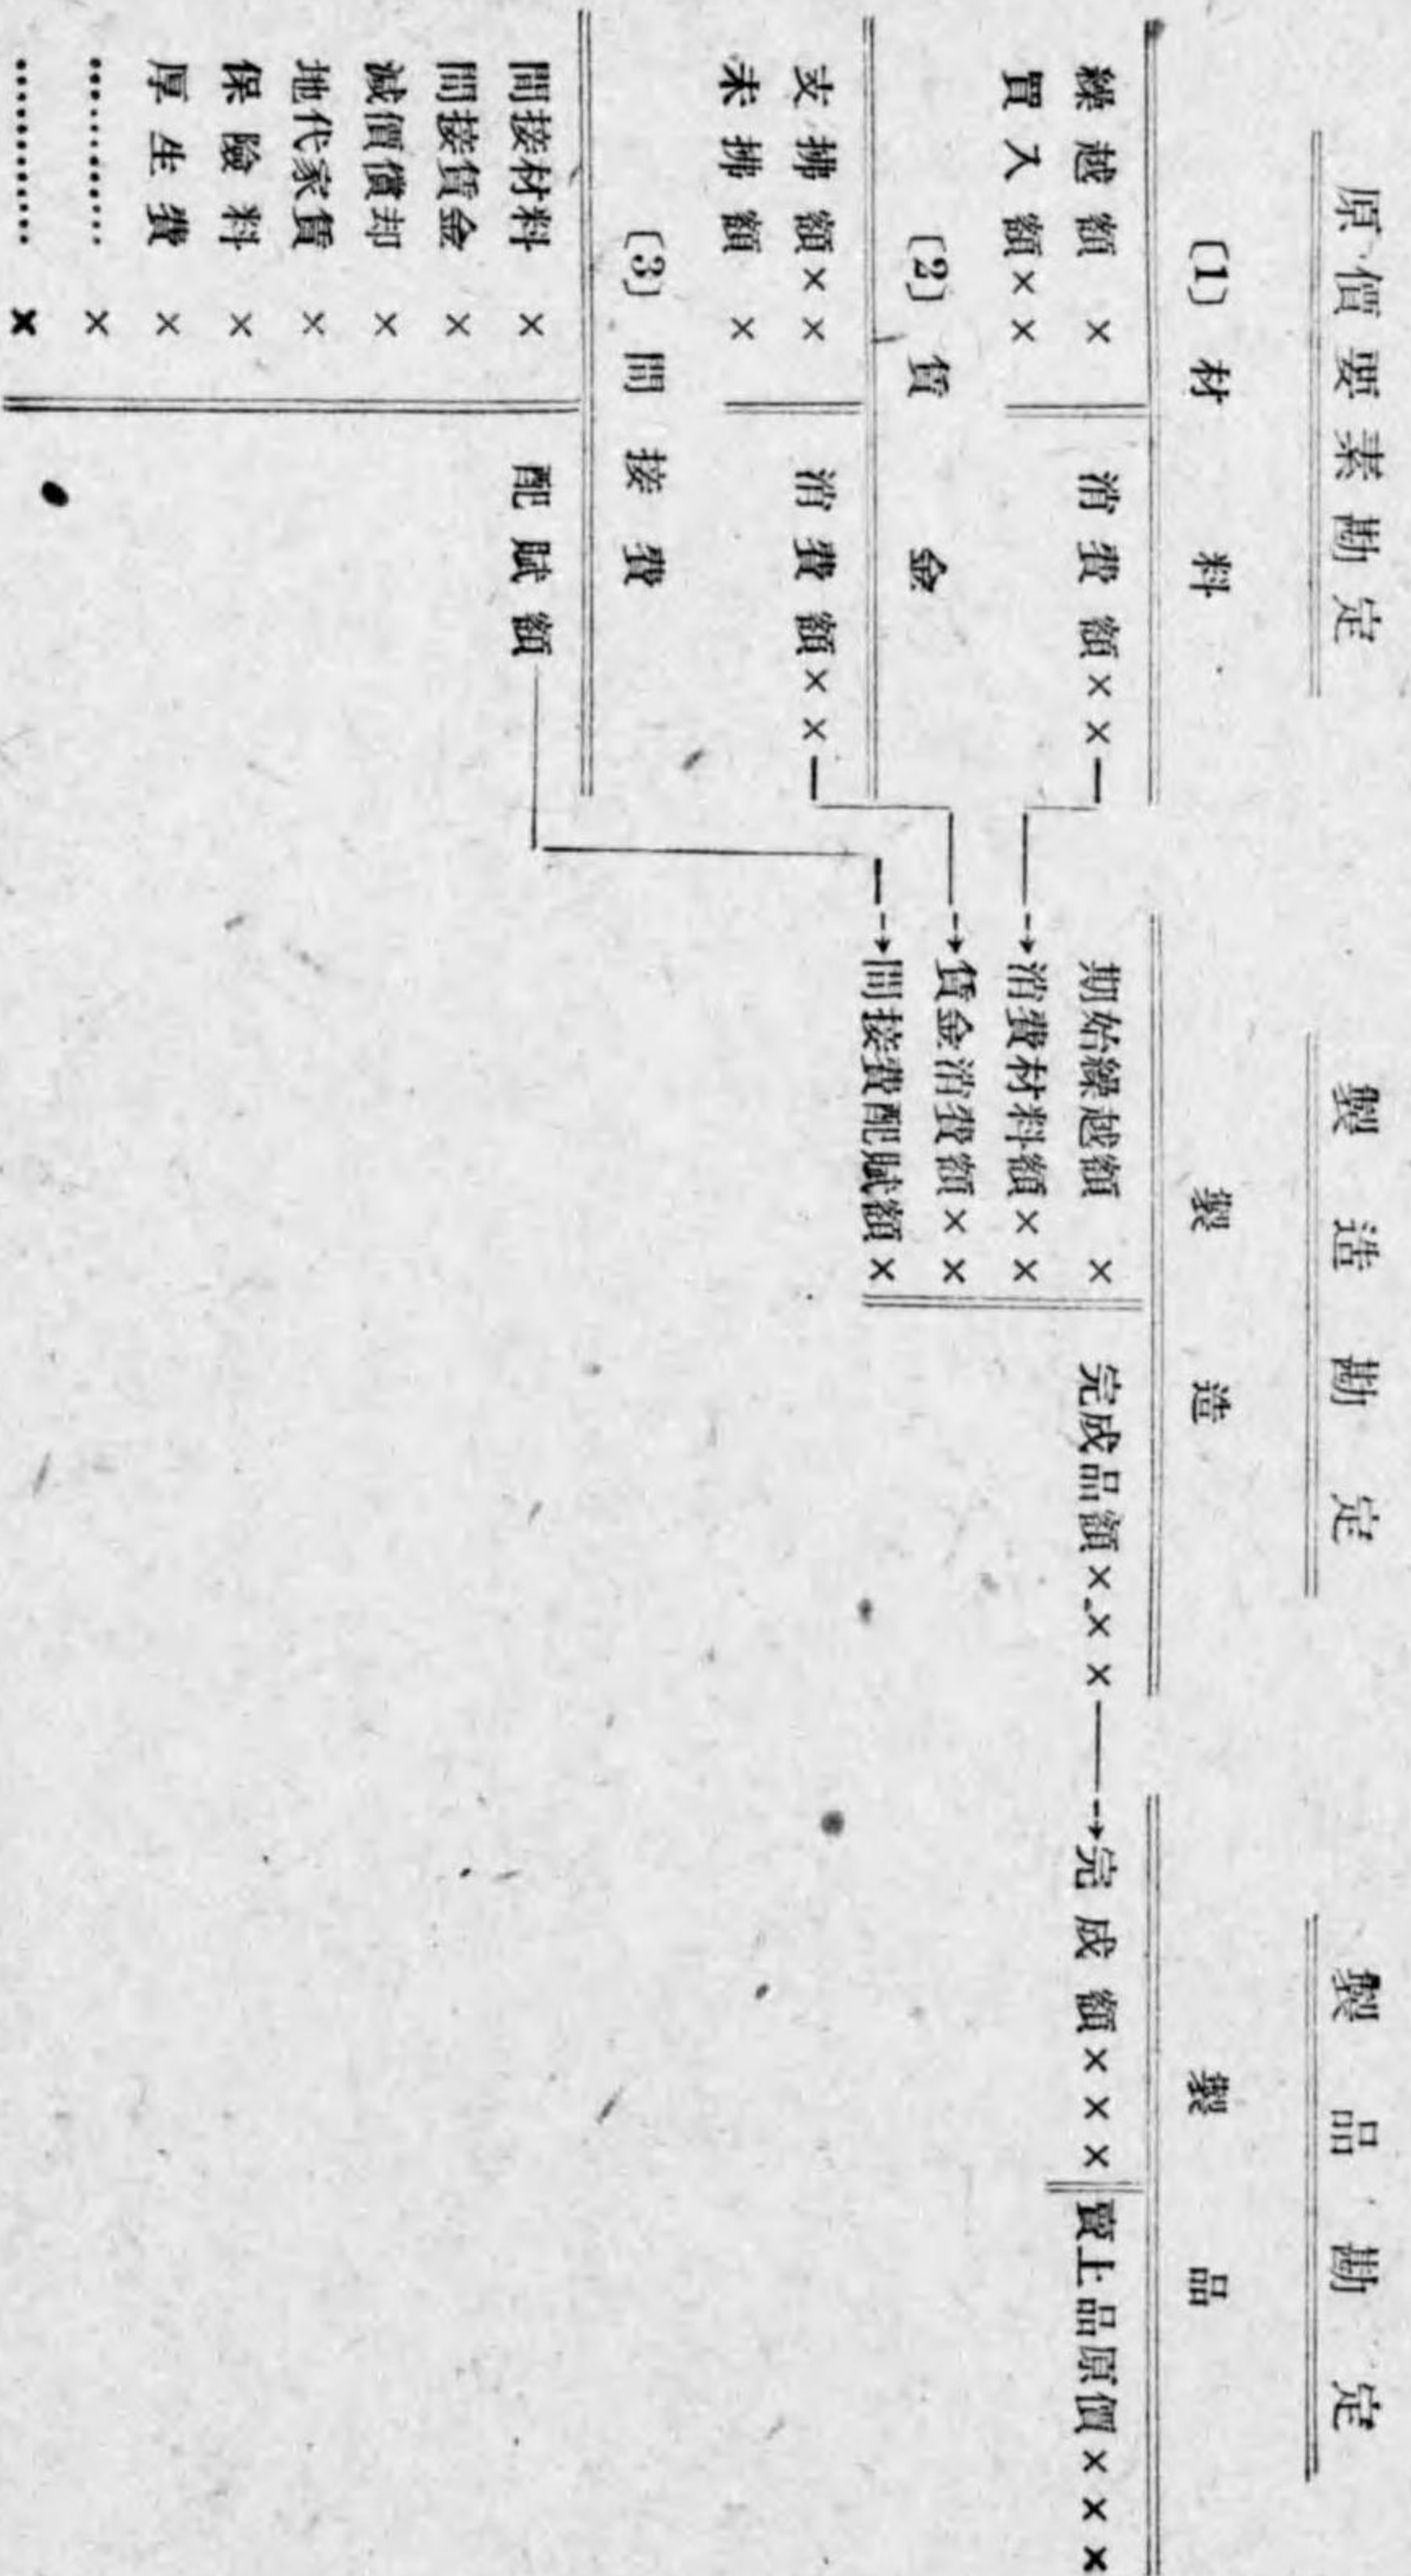 原價要素勘定
〔1〕材料
繰越額 × 消費額××
買入額××
〔2〕賃金
支拂額×× 消費額××
未拂額 ×
〔3〕間接費
間接材料 × 配賦額
間接賃金 ×
減價償却 ×
地代家賃 ×
保險料 ×
厚生費 ×
………… ×
………… ×
製造勘定
製造
期始繰越額 × 完成品額×××
消費材料額××
賃金消費額××
間接費配賦額×
製品勘定
製品
完成額××× 賣上品原價×××